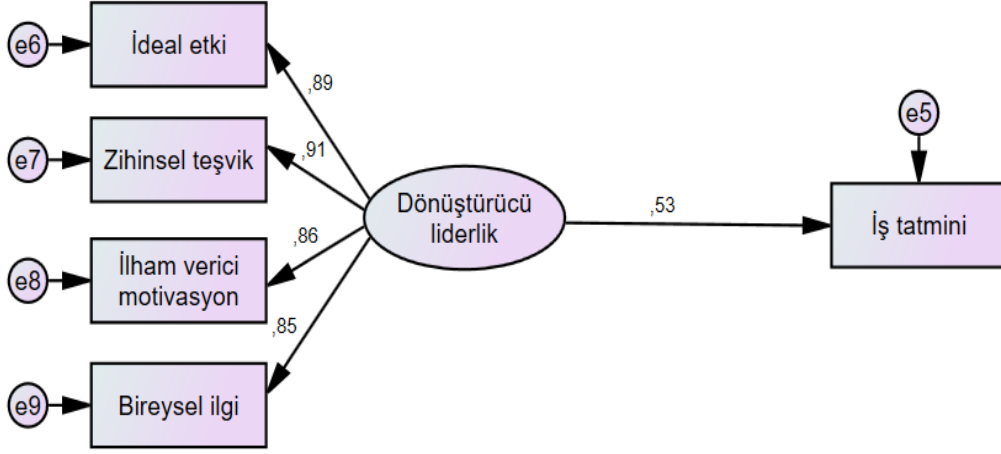 e6
İdeal etki
,89
e7
Zihinsel teşvik
,91
e8
İlham verici
motivasyon
,86
e9
Bireysel ilgi
,85
Dönüştürücü
liderlik
,53
e5
İş tatmini